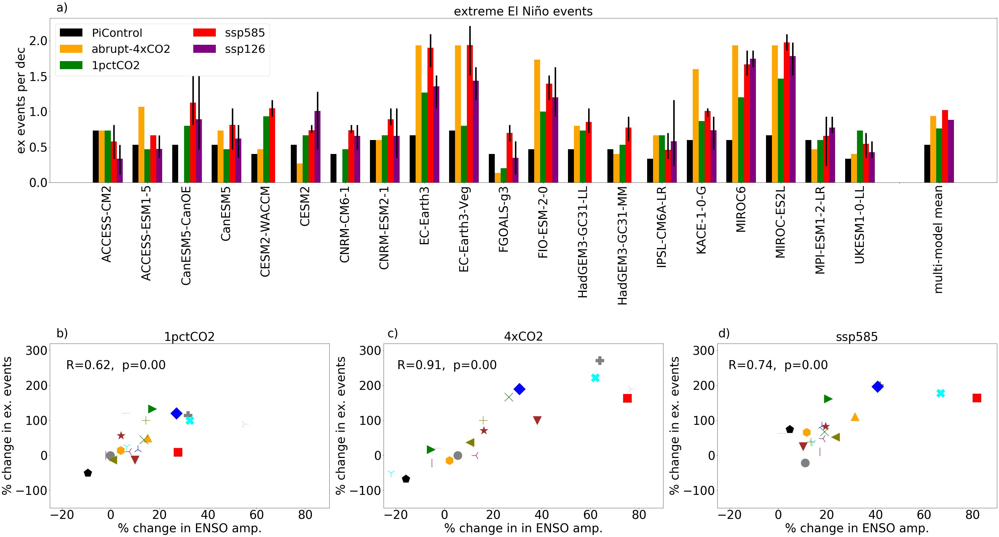 a)
extreme El Niño events
ex events per dec
2.0
1.5
1.0
0.5
0.0
PiControl
abrupt-4xCO2
1pctCO2
ssp585
ssp126
ACCESS-CM2
ACCESS-ESM1-5
CanESM5-CanOE
CanESM5
CESM2-WACCM
CESM2
CNRM-CM6-1
CNRM-ESM2-1
EC-Earth3
EC-Earth3-Veg
FGOALS-g3
FIO-ESM-2-0
HadGEM3-GC31-LL
HadGEM3-GC31-MM
IPSL-CM6A-LR
KACE-1-0-G
MIROC6
MIROC-ES2L
MPI-ESM1-2-LR
UKESM1-0-LL
multi-model mean
b)
1pctCO2
% change in ex. events
300
200
100
0
−100
R=0.62, p=0.00
−20 0 20 40 60 80
% change in ENSO amp.
c)
4xCO2
% change in ex. events
300
200
100
0
−100
R=0.91, p=0.00
−20 0 20 40 60 80
% change in in ENSO amp.
d)
ssp585
% change in ex. events
300
200
100
0
−100
R=0.74, p=0.00
−20 0 20 40 60 80
% change in ENSO amp.